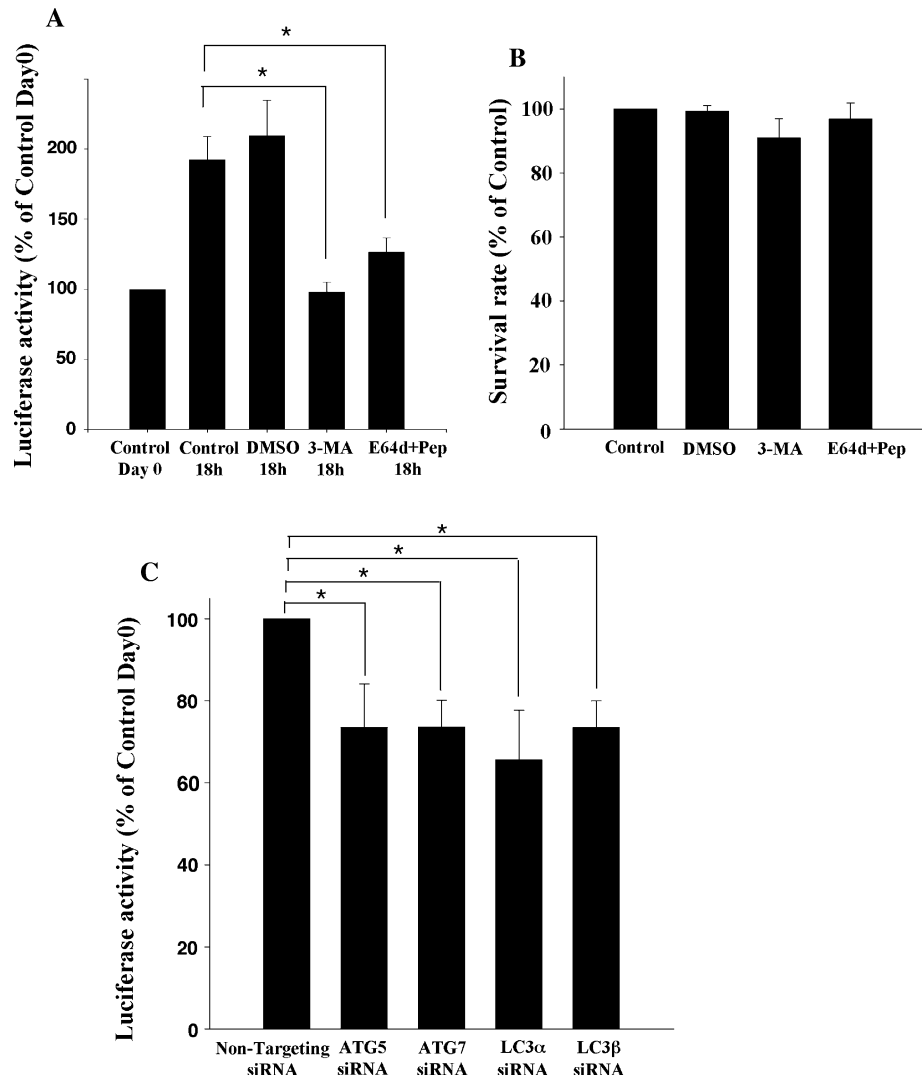 A
Luciferase activity (% of Control Day0)
200
150
100
50
0
*
*
Control Day 0
Control 18h
DMSO 18h
3-MA 18h
E64d+Pep 18h
B
Survival rate (% of Control)
100
80
60
40
20
0
Control
DMSO
3-MA
E64d+Pep
C
Luciferase activity (% of Control Day0)
100
80
60
40
20
0
*
*
*
*
Non-Targeting siRNA
ATG5 siRNA
ATG7 siRNA
LC3α siRNA
LC3β siRNA